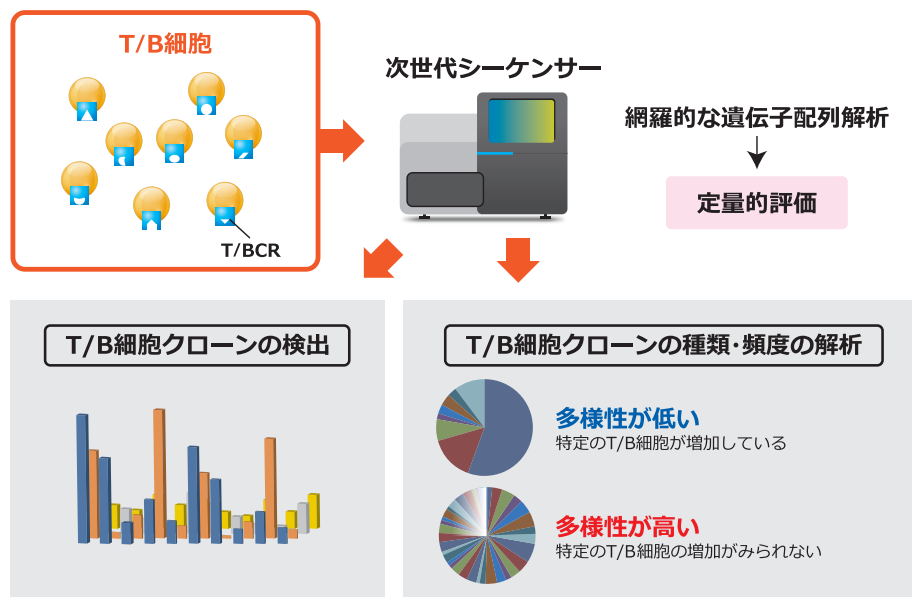 T/B細胞
T/BCR
次世代シーケンサー
網羅的な遺伝子配列解析
定量的評価
T/B細胞クローンの検出
T/B細胞クローンの種類・頻度の解析
多様性が低い
特定のT/B細胞が増加している
多様性が高い
特定のT/B細胞の増加がみられない